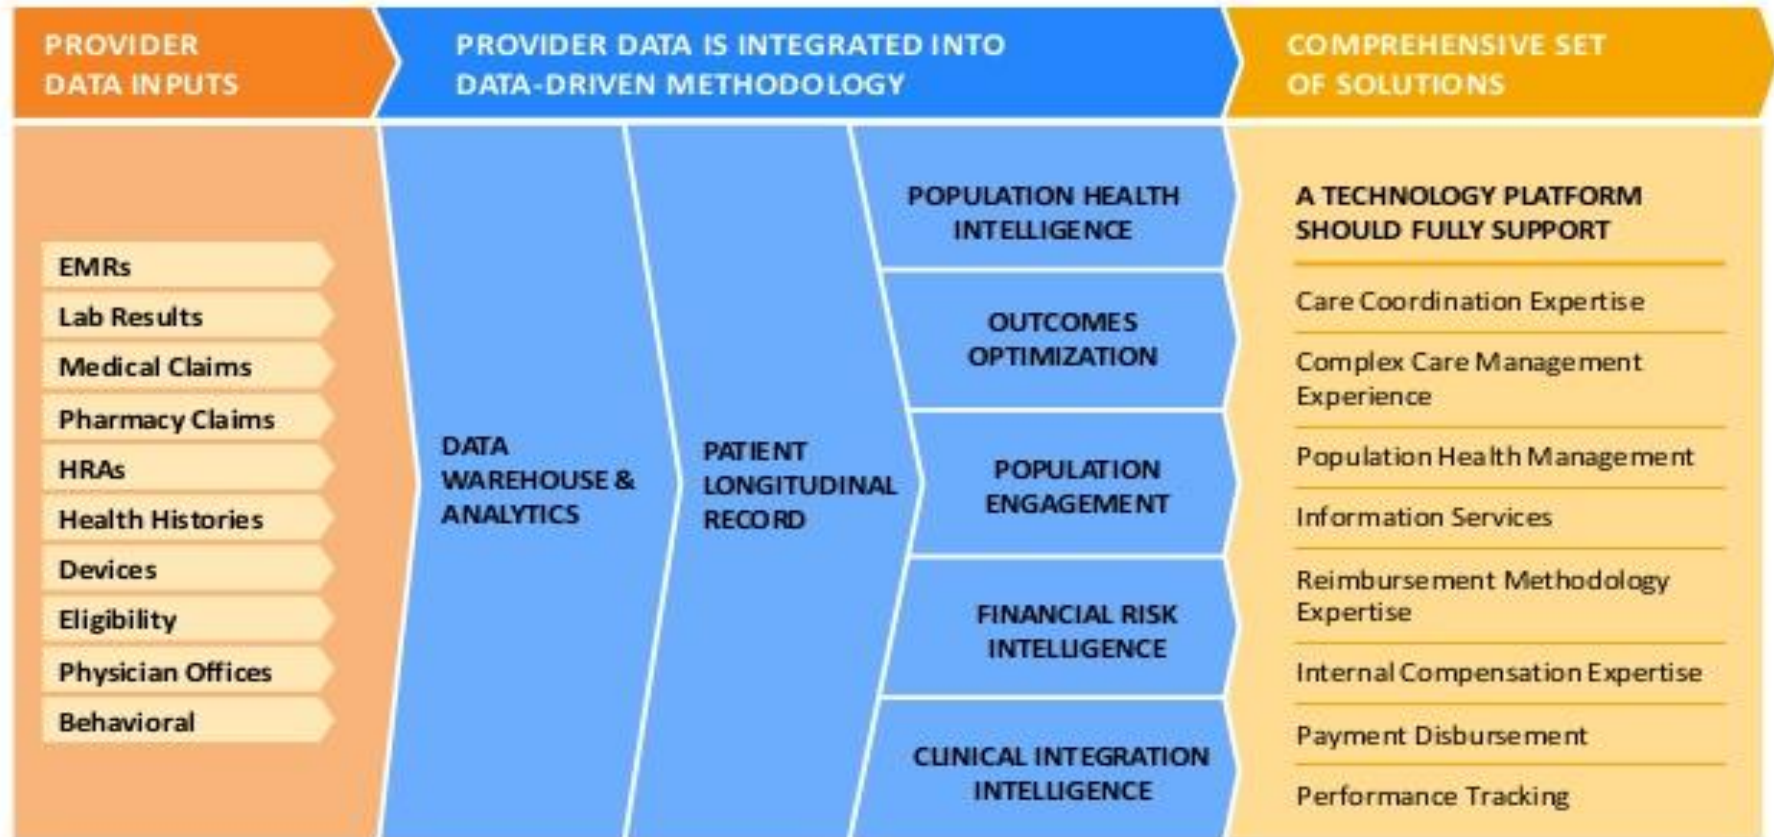 PROVIDER
DATA INPUTS
PROVIDER DATA IS INTEGRATED INTO
DATA-DRIVEN METHODOLOGY
COMPREHENSIVE SET
OF SOLUTIONS
EMRs
Lab Results
Medical Claims
Pharmacy Claims
HRAs
Health Histories
Devices
Eligibility
Physician Offices
Behavioral
DATA
WAREHOUSE &
ANALYTICS
PATIENT
LONGITUDINAL
RECORD
POPULATION HEALTH
INTELLIGENCE
OUTCOMES
OPTIMIZATION
POPULATION
ENGAGEMENT
FINANCIAL RISK
INTELLIGENCE
CLINICAL INTEGRATION
INTELLIGENCE
A TECHNOLOGY PLATFORM
SHOULD FULLY SUPPORT
Care Coordination Expertise
Complex Care Management
Experience
Population Health Management
Information Services
Reimbursement Methodology
Expertise
Internal Compensation Expertise
Payment Disbursement
Performance Tracking